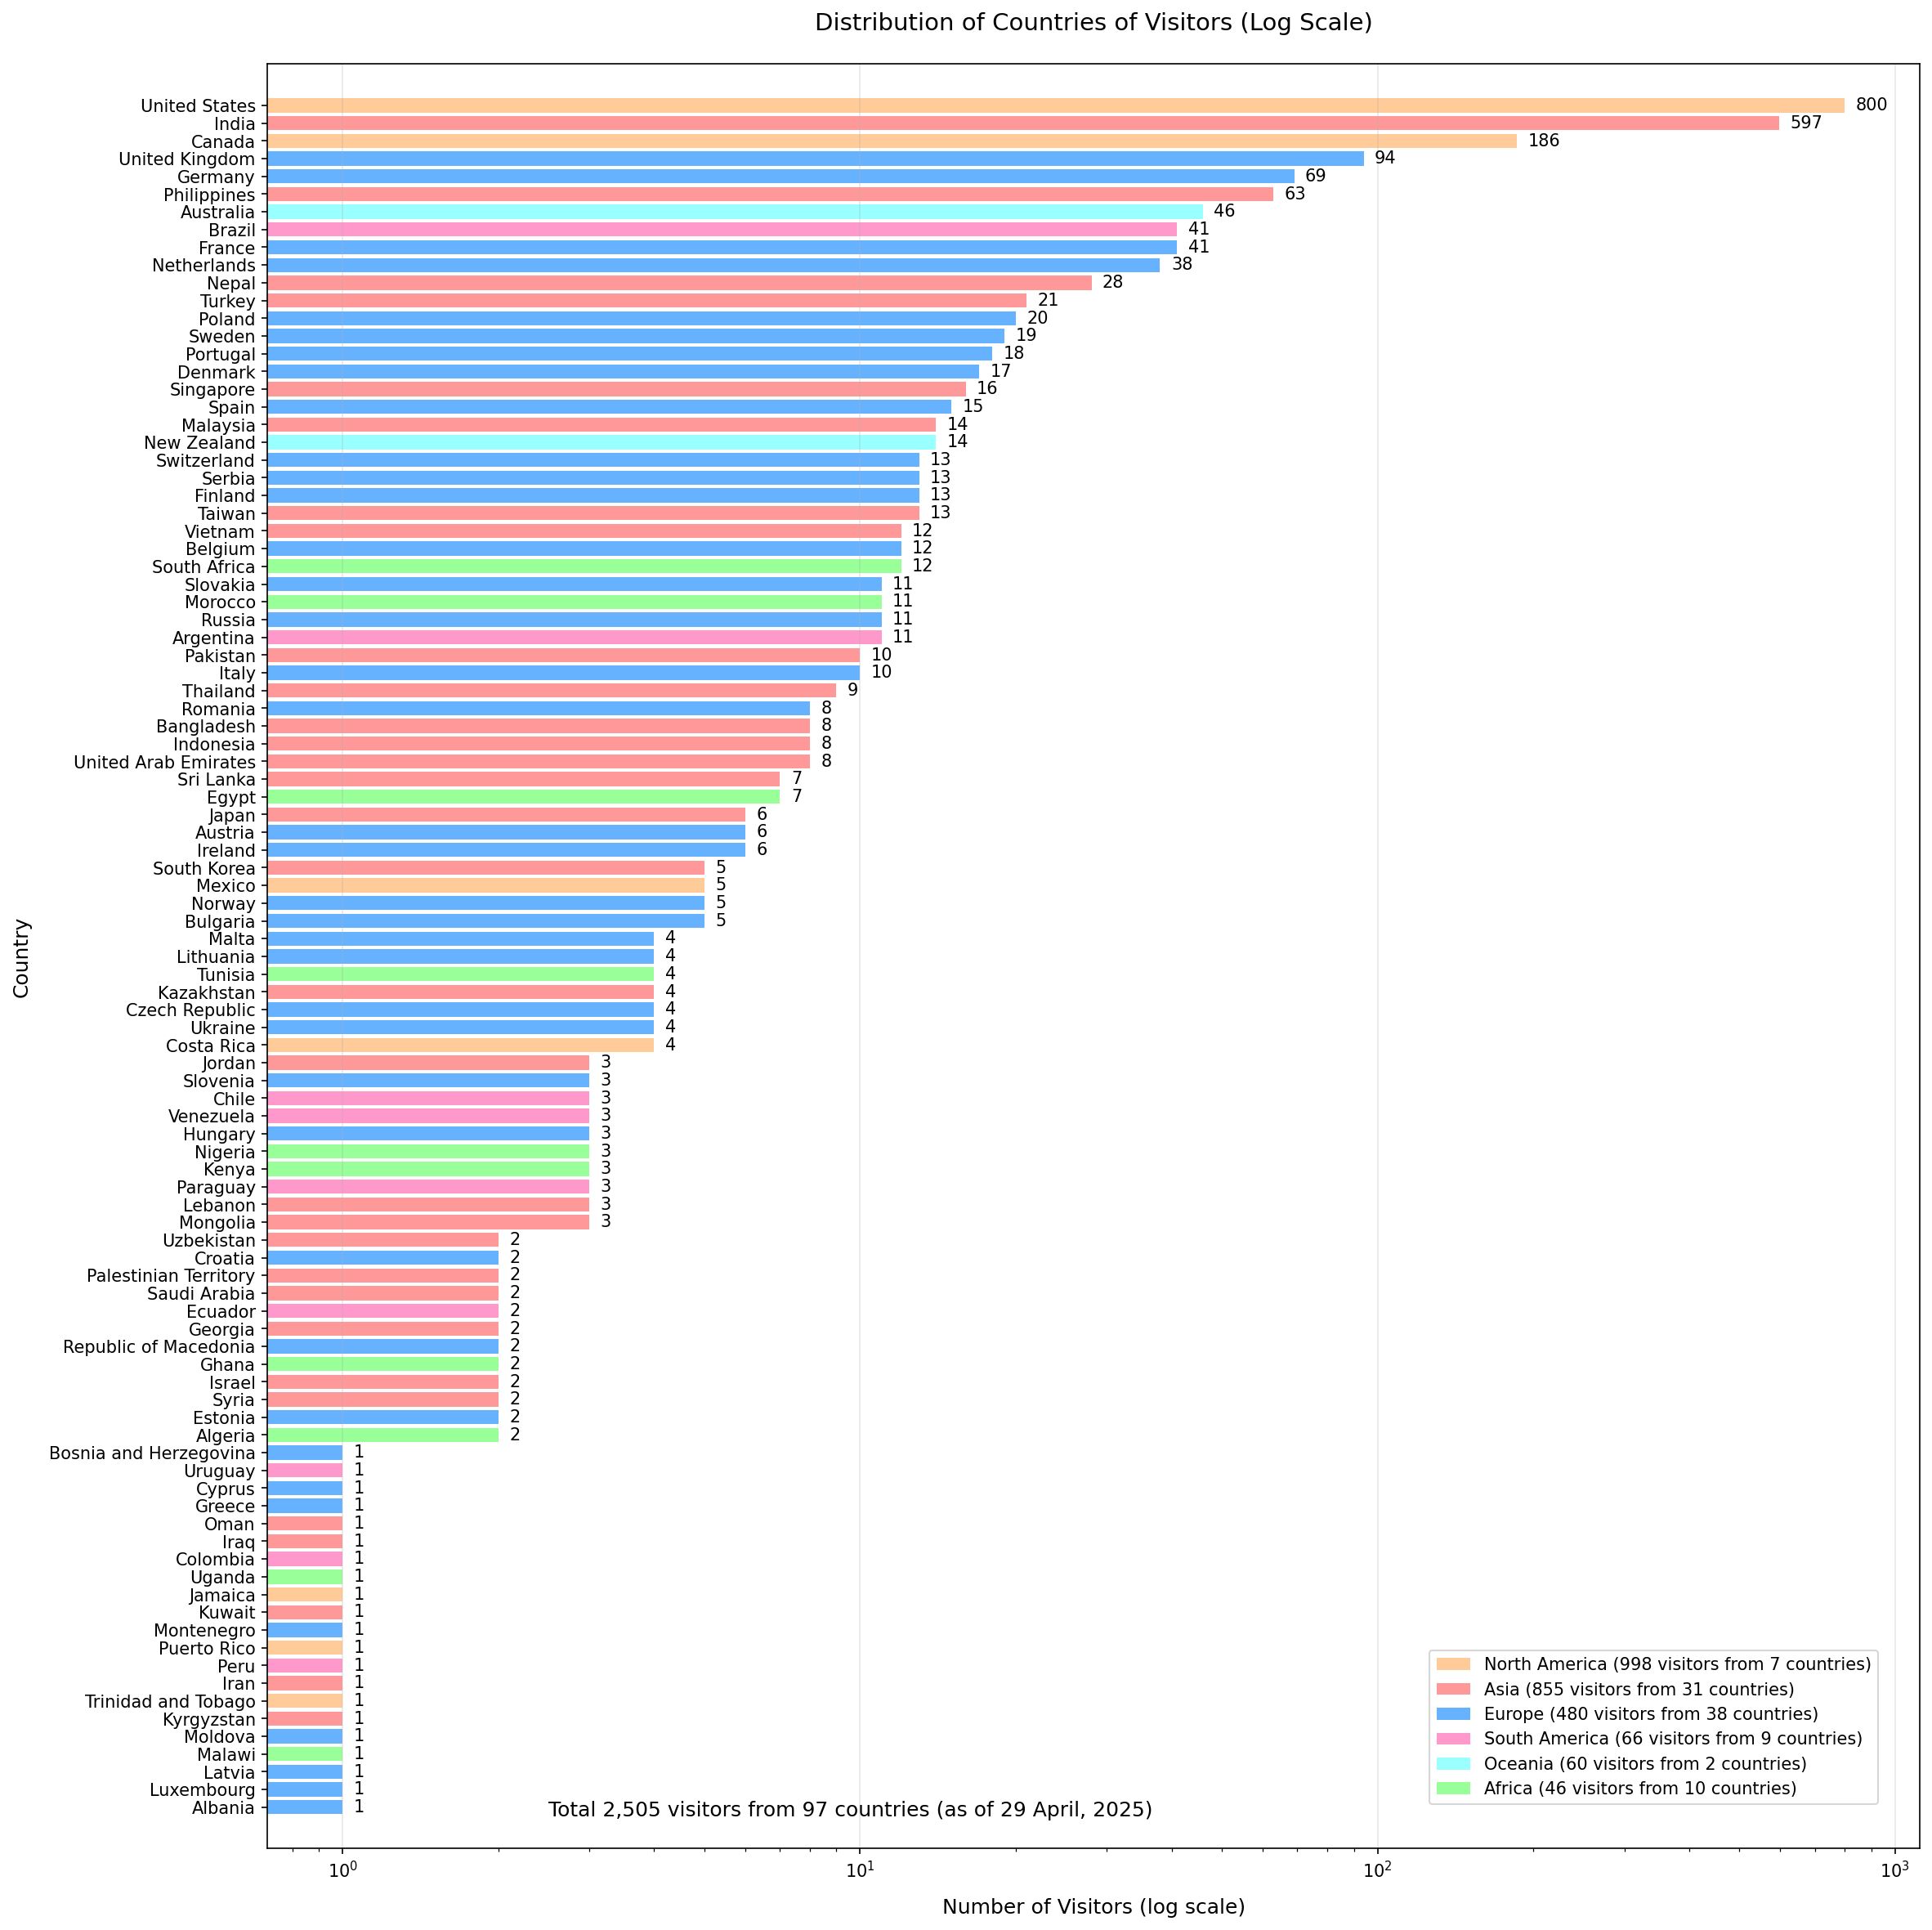 Distribution of Countries of Visitors (Log Scale)
United States 800
India 597
Canada 186
United Kingdom 94
Germany 69
Philippines 63
Australia 46
Brazil 41
France 41
Netherlands 38
Nepal 28
Turkey 21
Poland 20
Sweden 19
Portugal 18
Denmark 17
Singapore 16
Spain 15
Malaysia 14
New Zealand 14
Switzerland 13
Serbia 13
Finland 13
Taiwan 13
Vietnam 12
Belgium 12
South Africa 12
Slovakia 11
Morocco 11
Russia 11
Argentina 11
Pakistan 10
Italy 10
Thailand 9
Romania 8
Bangladesh 8
Indonesia 8
United Arab Emirates 8
Sri Lanka 7
Egypt 7
Japan 6
Austria 6
Ireland 6
South Korea 5
Mexico 5
Norway 5
Bulgaria 5
Malta 4
Lithuania 4
Tunisia 4
Kazakhstan 4
Czech Republic 4
Ukraine 4
Costa Rica 4
Jordan 3
Slovenia 3
Chile 3
Venezuela 3
Hungary 3
Nigeria 3
Kenya 3
Paraguay 3
Lebanon 3
Mongolia 3
Uzbekistan 2
Croatia 2
Palestinian Territory 2
Saudi Arabia 2
Ecuador 2
Georgia 2
Republic of Macedonia 2
Ghana 2
Israel 2
Syria 2
Estonia 2
Algeria 2
Bosnia and Herzegovina 1
Uruguay 1
Cyprus 1
Greece 1
Oman 1
Iraq 1
Colombia 1
Uganda 1
Jamaica 1
Kuwait 1
Montenegro 1
Puerto Rico 1
Peru 1
Iran 1
Trinidad and Tobago 1
Kyrgyzstan 1
Moldova 1
Malawi 1
Latvia 1
Luxembourg 1
Albania 1
Country
North America (998 visitors from 7 countries)
Asia (855 visitors from 31 countries)
Europe (480 visitors from 38 countries)
South America (66 visitors from 9 countries)
Oceania (60 visitors from 2 countries)
Africa (46 visitors from 10 countries)
Total 2,505 visitors from 97 countries (as of 29 April, 2025)
10⁰ 10¹ 10² 10³
Number of Visitors (log scale)